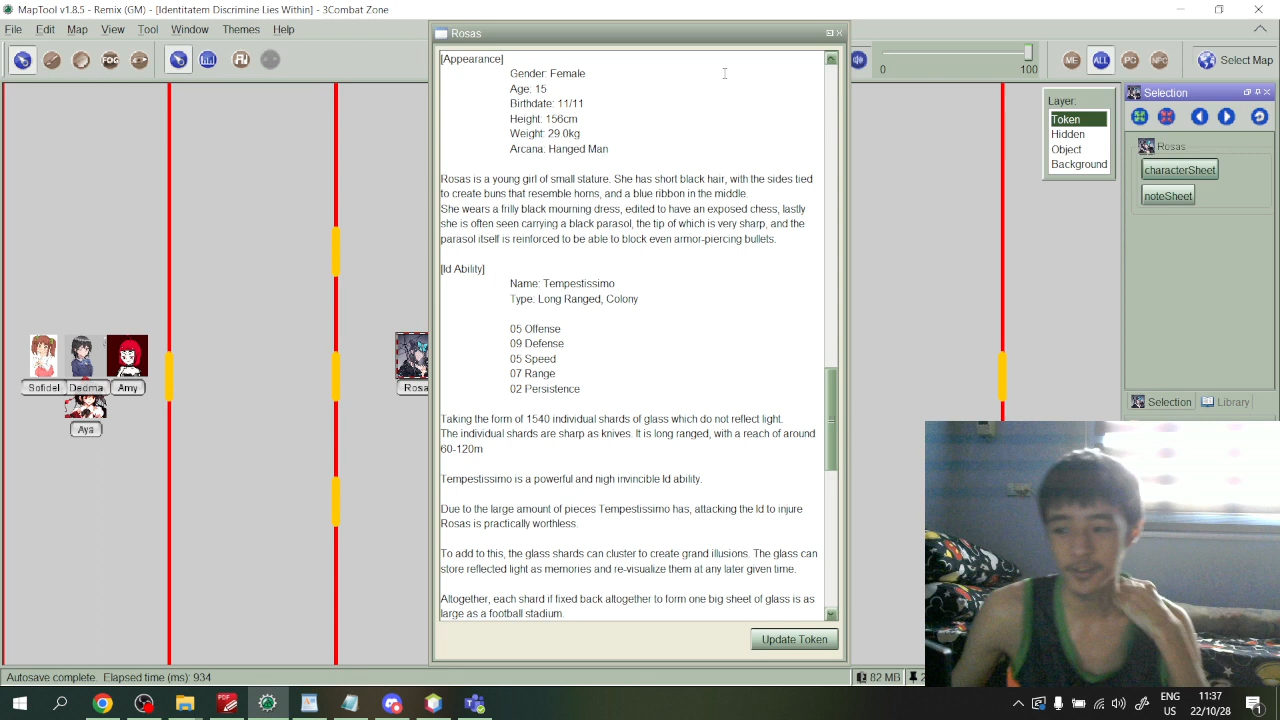 MapTool v1.8.5 - Remix (GM) - [Identitatem Discrimine Lies Within] - 3Combat Zone
File Edit Map View Tool Window Themes Help
FOG
0 100
ME ALL PC NPC
Select Map
Rosas
[Appearance]
Gender: Female
Age: 15
Birthdate: 11/11
Height: 156cm
Weight: 29.0kg
Arcana: Hanged Man
Rosas is a young girl of small stature. She has short black hair, with the sides tied
to create buns that resemble horns, and a blue ribbon in the middle.
She wears a frilly black mourning dress, edited to have an exposed chess, lastly
she is often seen carrying a black parasol, the tip of which is very sharp, and the
parasol itself is reinforced to be able to block even armor-piercing bullets.
[Id Ability]
Name: Tempestissimo
Type: Long Ranged, Colony
05 Offense
09 Defense
05 Speed
07 Range
02 Persistence
Taking the form of 1540 individual shards of glass which do not reflect light.
The individual shards are sharp as knives. It is long ranged, with a reach of around
60-120m
Tempestissimo is a powerful and nigh invincible Id ability.
Due to the large amount of pieces Tempestissimo has, attacking the Id to injure
Rosas is practically worthless.
To add to this, the glass shards can cluster to create grand illusions. The glass can
store reflected light as memories and re-visualize them at any later given time.
Altogether, each shard if fixed back altogether to form one big sheet of glass is as
large as a football stadium.
Update Token
Layer:
Token
Hidden
Object
Background
Selection
Rosas
characterSheet
noteSheet
Selection Library
Sofidel Dedma Amy
Aya
Rosa
Autosave complete. Elapsed time (ms): 934
82 MB
ENG
US
11:37
22/10/28